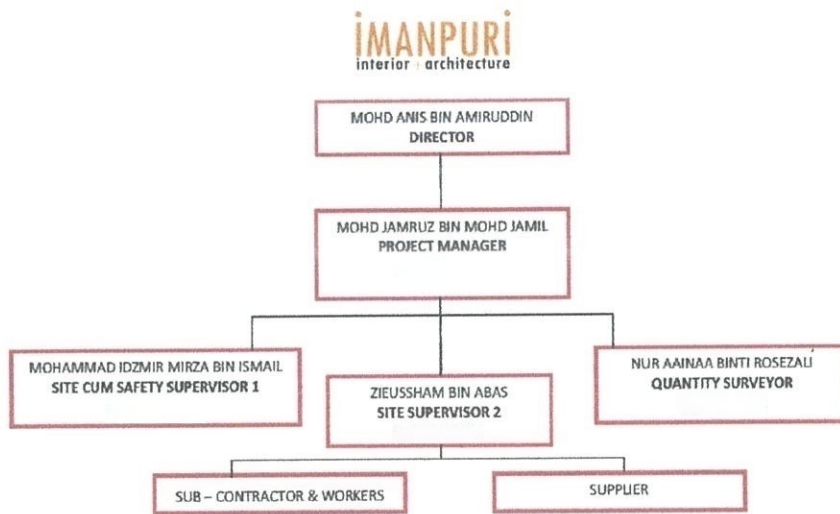 iMANPURi
interior + architecture
MOHD ANIS BIN AMIRUDDIN
DIRECTOR
MOHD JAMRUZ BIN MOHD JAMIL
PROJECT MANAGER
MOHAMMAD IDZMIR MIRZA BIN ISMAIL
SITE CUM SAFETY SUPERVISOR 1
ZIEUSSHAM BIN ABAS
SITE SUPERVISOR 2
NUR AAINAA BINTI ROSEZALI
QUANTITY SURVEYOR
SUB – CONTRACTOR & WORKERS
SUPPLIER